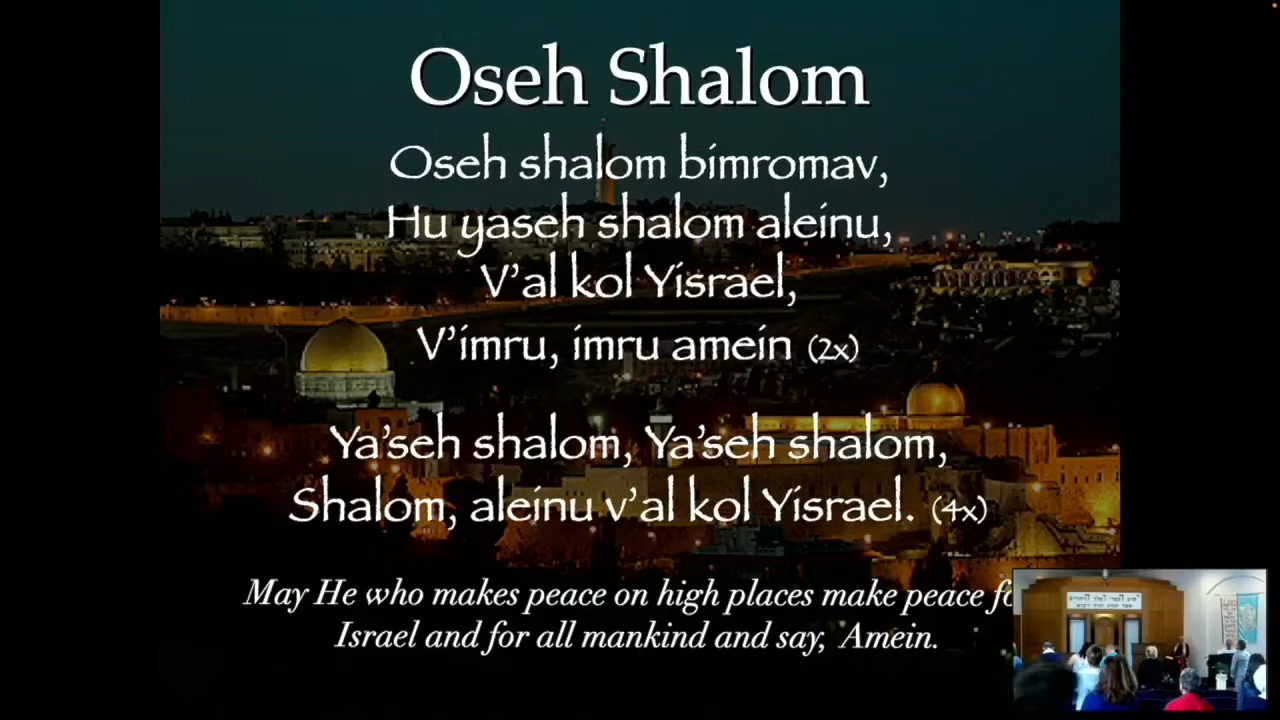 Oseh Shalom
Oseh shalom bimromav,
Hu yaseh shalom aleinu,
V'al kol Yisrael,
V'imru, imru amein (2x)
Ya'seh shalom, Ya'seh shalom,
Shalom, aleinu v'al kol Yisrael. (4x)
May He who makes peace on high places make peace
Israel and for all mankind and say, Amein.